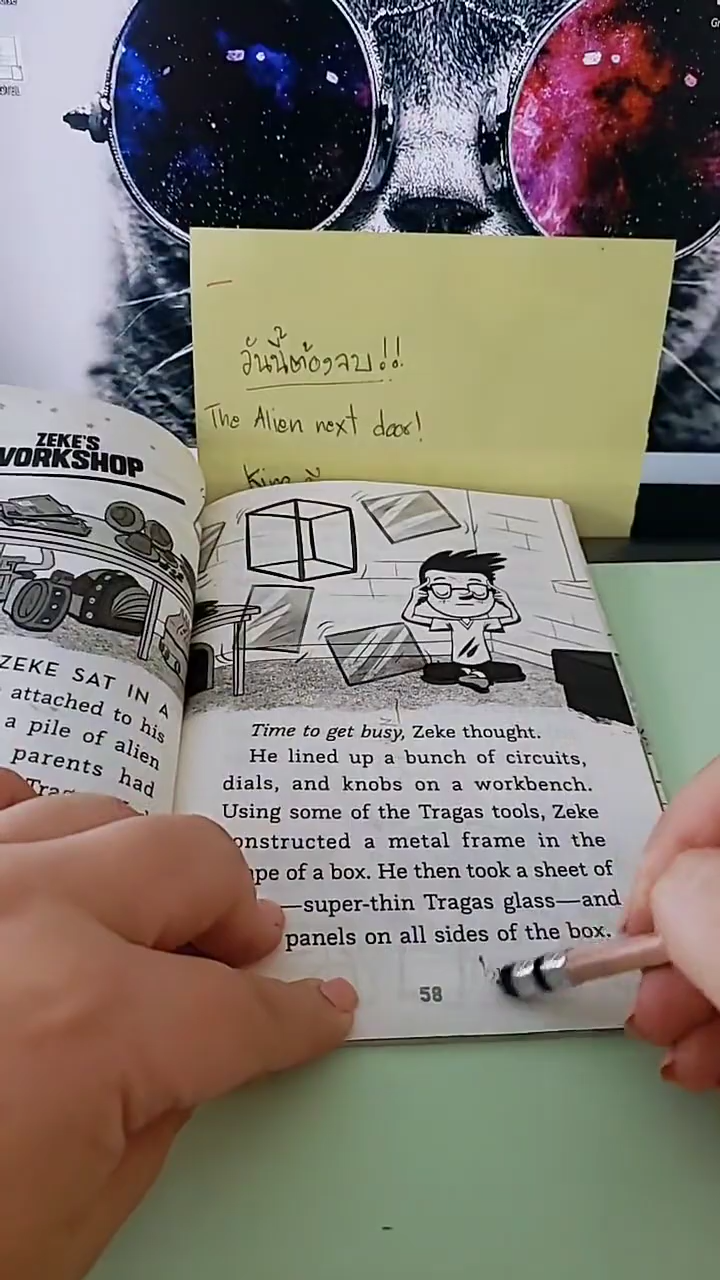 วันนี้ต้องจบ!!
The Alien next door!
ZEKE'S
WORKSHOP
ZEKE SAT IN A
attached to his
a pile of alien
parents had
Time to get busy, Zeke thought.
He lined up a bunch of circuits,
dials, and knobs on a workbench.
Using some of the Tragas tools, Zeke
onstructed a metal frame in the
pe of a box. He then took a sheet of
—super-thin Tragas glass—and
panels on all sides of the box.
58